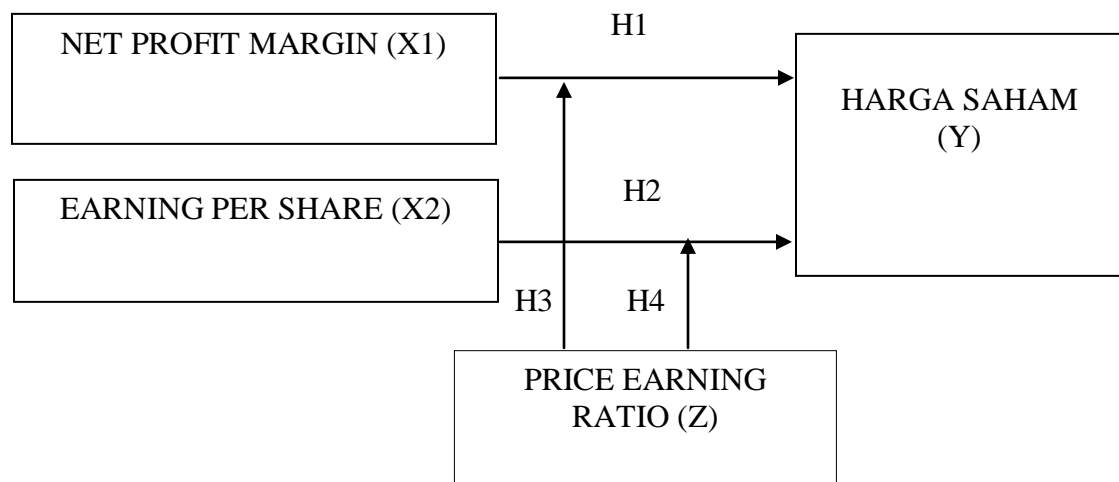 H1
NET PROFIT MARGIN (X1)
HARGA SAHAM
(Y)
H2
EARNING PER SHARE (X2)
H3
H4
PRICE EARNING
RATIO (Z)